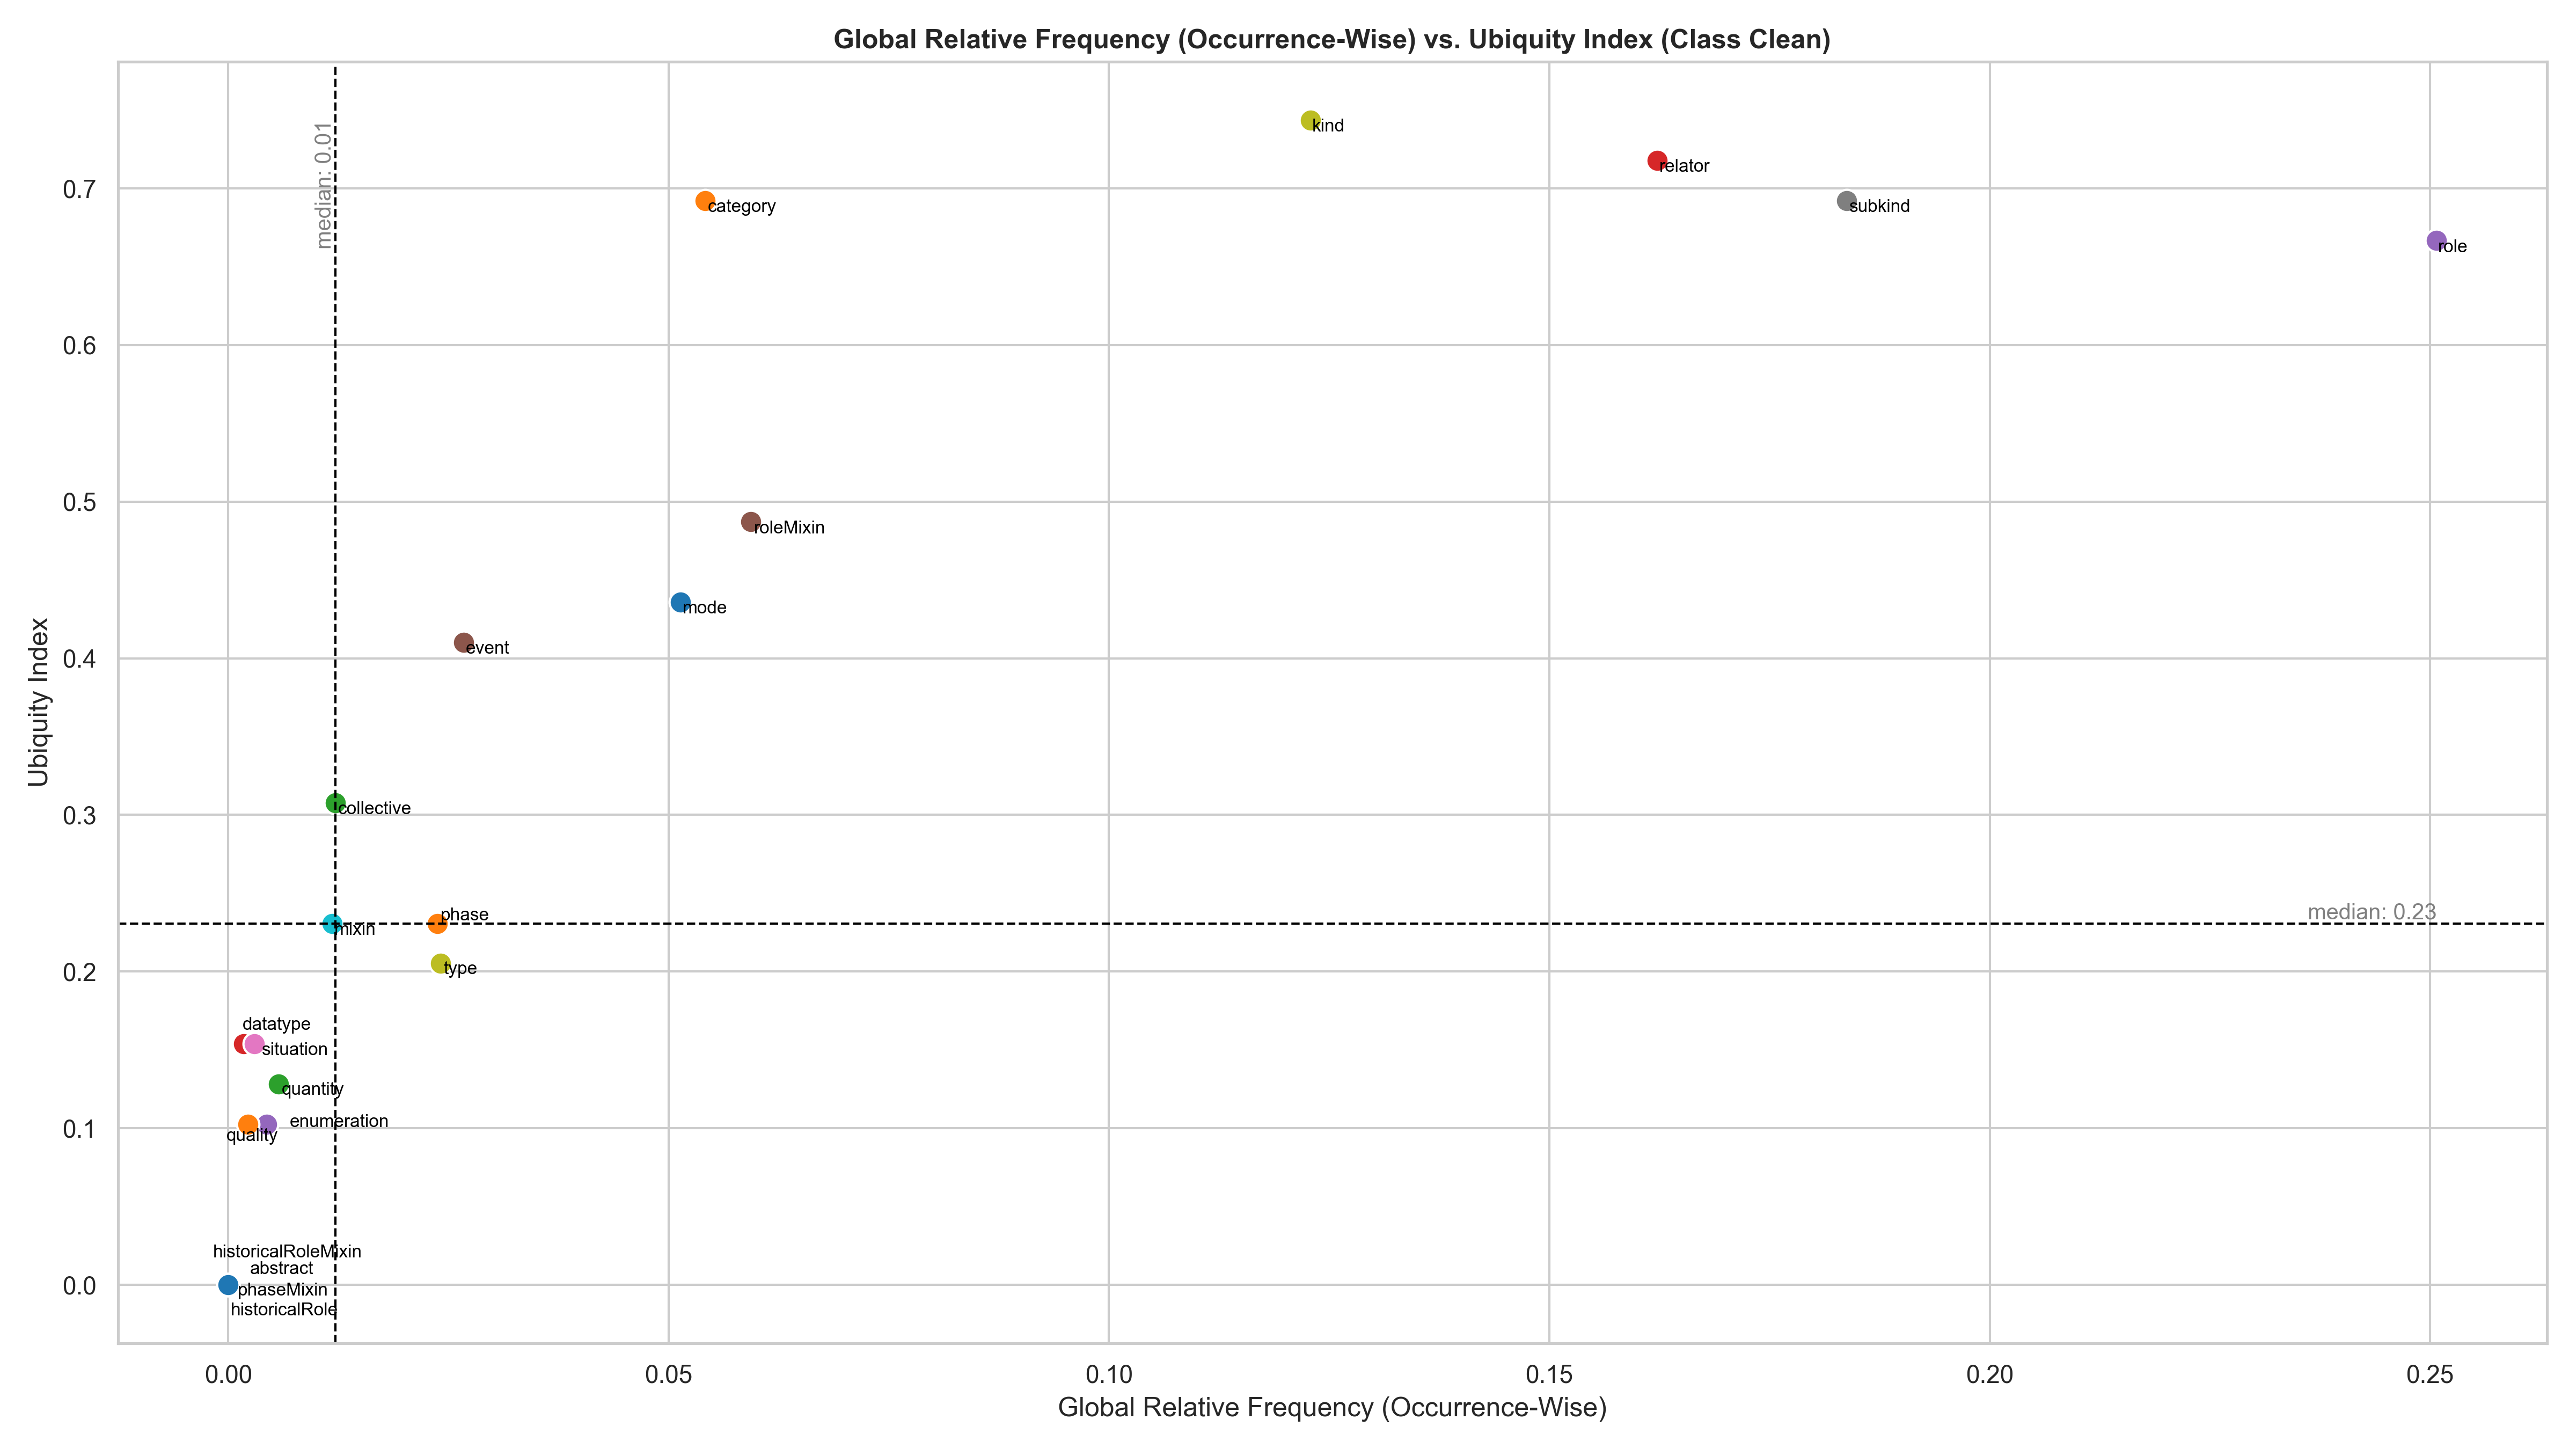 Global Relative Frequency (Occurrence-Wise) vs. Ubiquity Index (Class Clean)
median: 0.01
kind
relator
0.7
category
subkind
role
0.6
0.5
roleMixin
mode
Ubiquity Index
event
0.4
0.3
collective
phase
median: 0.23
mixin
type
0.2
datatype
situation
quantity
enumeration
0.1
quality
historicalRoleMixin
abstract
0.0
phaseMixin
historicalRole
0.00
0.05
0.10
0.15
0.20
0.25
Global Relative Frequency (Occurrence-Wise)